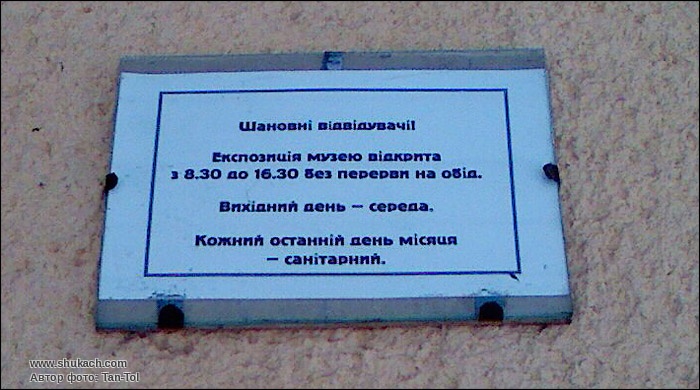 Шановні відвідувачі!
Експозиція музею відкрита
з 8.30 до 16.30 без перерви на обід.
Вихідний день – середа.
Кожний останній день місяця
– санітарний.
www.shukach.com
Автор фото: Tan-Tol